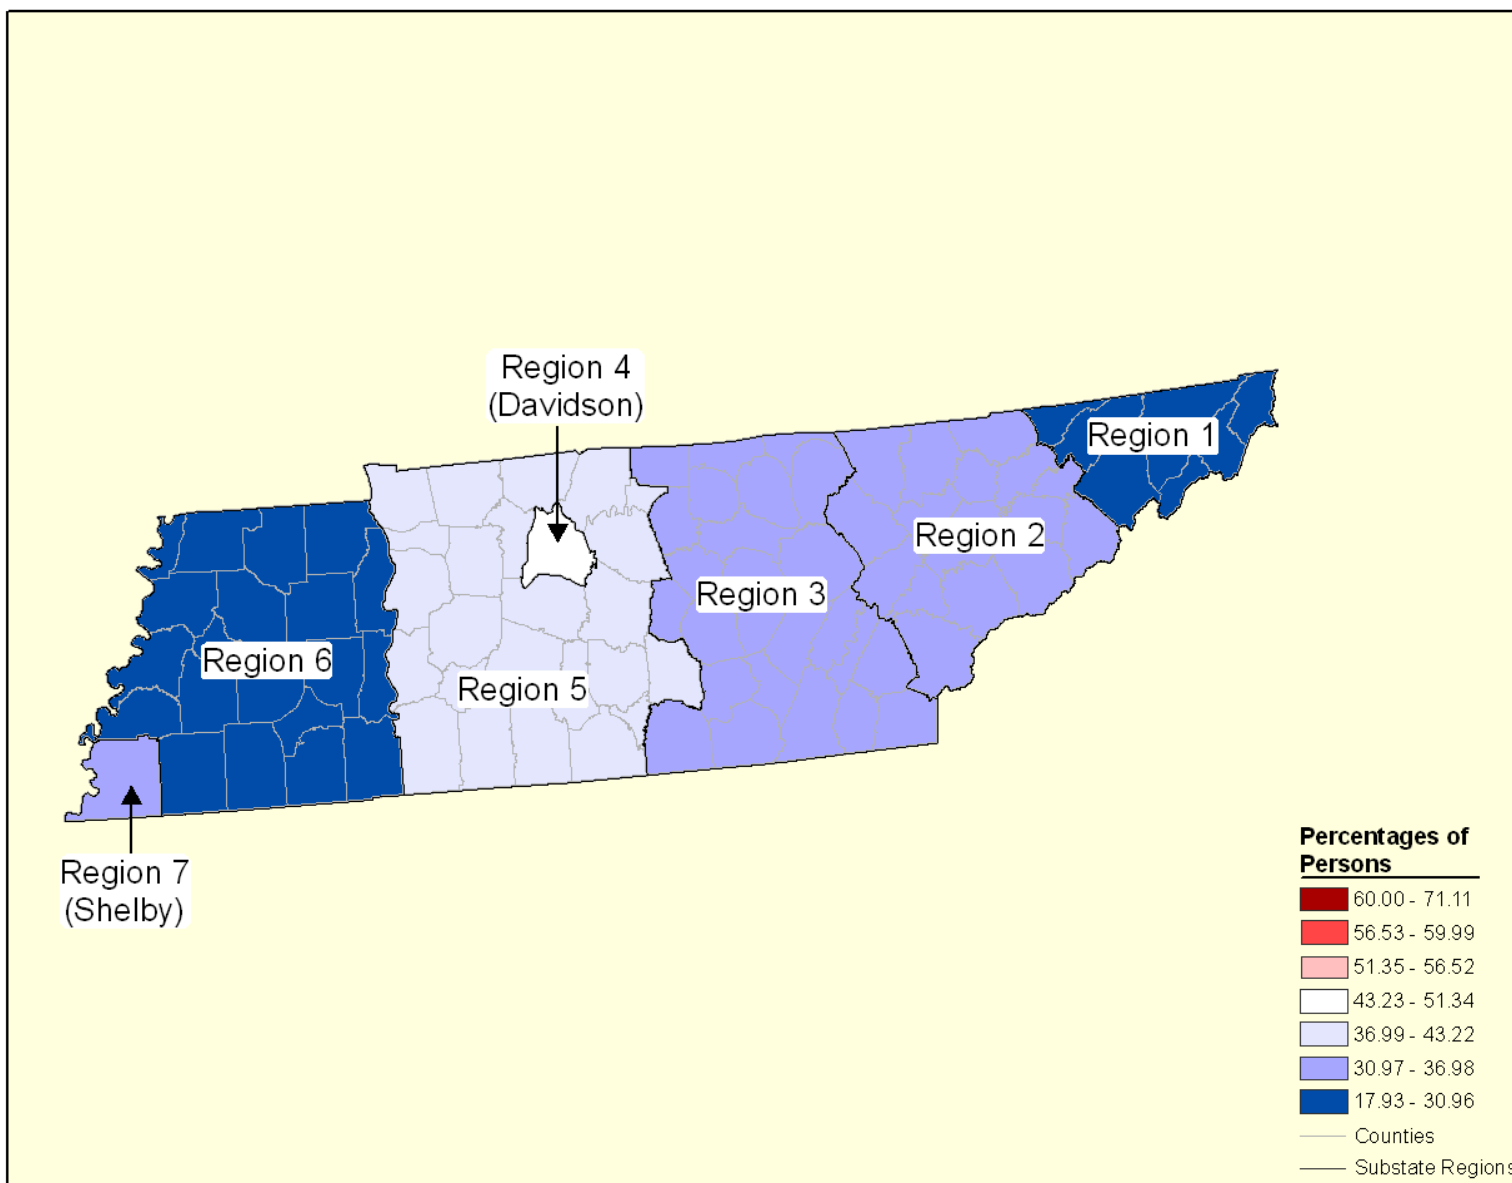 Region 4
(Davidson)
Region 1
Region 2
Region 3
Region 6
Region 5
Region 7
(Shelby)
Percentages of
Persons
60.00 - 71.11
56.53 - 59.99
51.35 - 56.52
43.23 - 51.34
36.99 - 43.22
30.97 - 36.98
17.93 - 30.96
Counties
Substate Regions